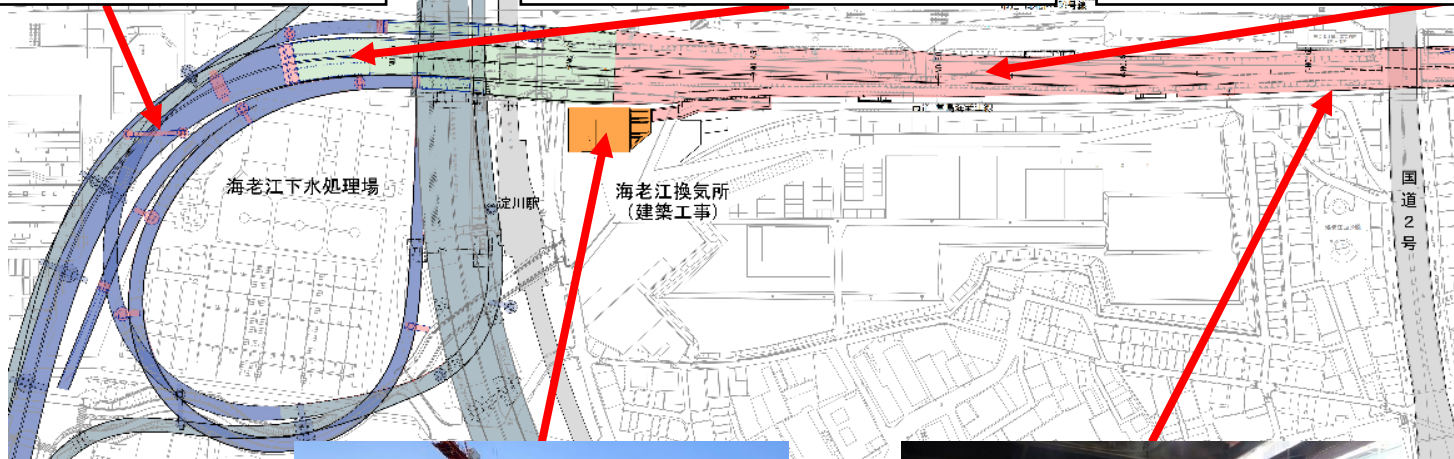 海老江下水処理場
淀川駅
海老江換気所
（建築工事）
国道2号